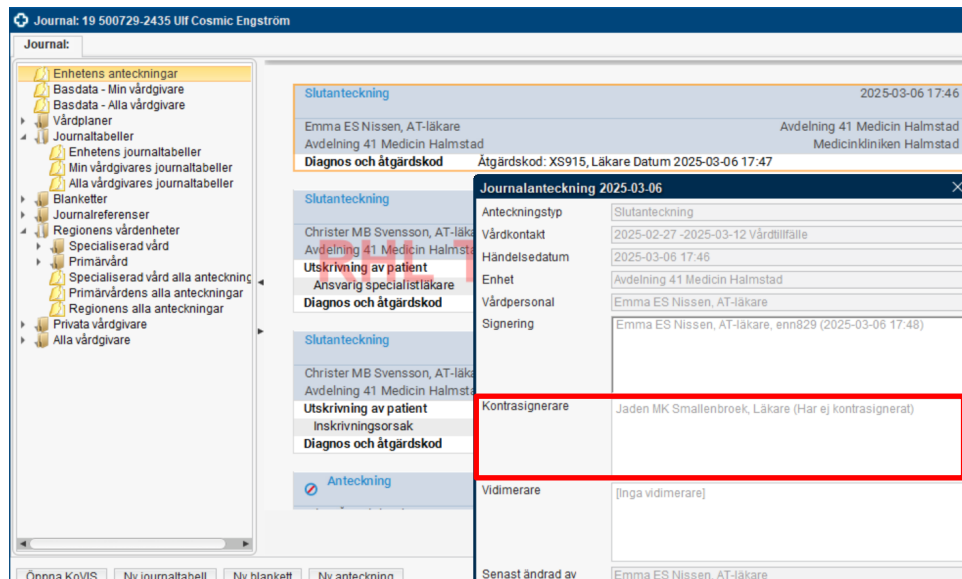 Journal: 19 500729-2435 Ulf Cosmic Engström
Journal:
Enhetens anteckningar
Basdata - Min vårdgivare
Basdata - Alla vårdgivare
Vårdplaner
Journaltabeller
Enhetens journaltabeller
Min vårdgivares journaltabeller
Alla vårdgivares journaltabeller
Blanketter
Journalreferenser
Regionens vårdenheter
Specialiserad vård
Primärvård
Specialiserad vård alla anteckning
Primärvårdens alla anteckningar
Regionens alla anteckningar
Privata vårdgivare
Alla vårdgivare
Slutanteckning 2025-03-06 17:46
Emma ES Nissen, AT-läkare Avdelning 41 Medicin Halmstad
Avdelning 41 Medicin Halmstad Medicinkliniken Halmstad
Diagnos och åtgärdskod Åtgärdskod: XS915, Läkare Datum 2025-03-06 17:47
Slutanteckning
Christer MB Svensson, AT-läka
Avdelning 41 Medicin Halmsta
RHL T
Utskrivning av patient
Ansvarig specialistläkare
Diagnos och åtgärdskod
Slutanteckning
Christer MB Svensson, AT-läka
Avdelning 41 Medicin Halmsta
Utskrivning av patient
Inskrivningsorsak
Diagnos och åtgärdskod
Anteckning
Journalanteckning 2025-03-06
Anteckningstyp Slutanteckning
Vårdkontakt 2025-02-27 -2025-03-12 Vårdtillfälle
Händelsedatum 2025-03-06 17:46
Enhet Avdelning 41 Medicin Halmstad
Vårdpersonal Emma ES Nissen, AT-läkare
Signering Emma ES Nissen, AT-läkare, enn829 (2025-03-06 17:48)
Kontrasignerare Jaden MK Smallenbroek, Läkare (Har ej kontrasignerat)
Vidimerare [Inga vidimerare]
Senast ändrad av Emma ES Nissen, AT-läkare
Öppna KoVIS Ny journaltabell Ny blankett Ny anteckning